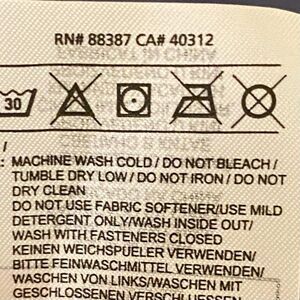 RN# 88387 CA# 40312
30
: MACHINE WASH COLD / DO NOT BLEACH /
TUMBLE DRY LOW / DO NOT IRON / DO NOT
DRY CLEAN
DO NOT USE FABRIC SOFTENER/USE MILD
DETERGENT ONLY/WASH INSIDE OUT/
WASH WITH FASTENERS CLOSED
KEINEN WEICHSPUELER VERWENDEN/
BITTE FEINWASCHMITTEL VERWENDEN/
WASCHEN VON LINKS/WASCHEN MIT
GESCHLOSSENEN VERSCHLUESSEN